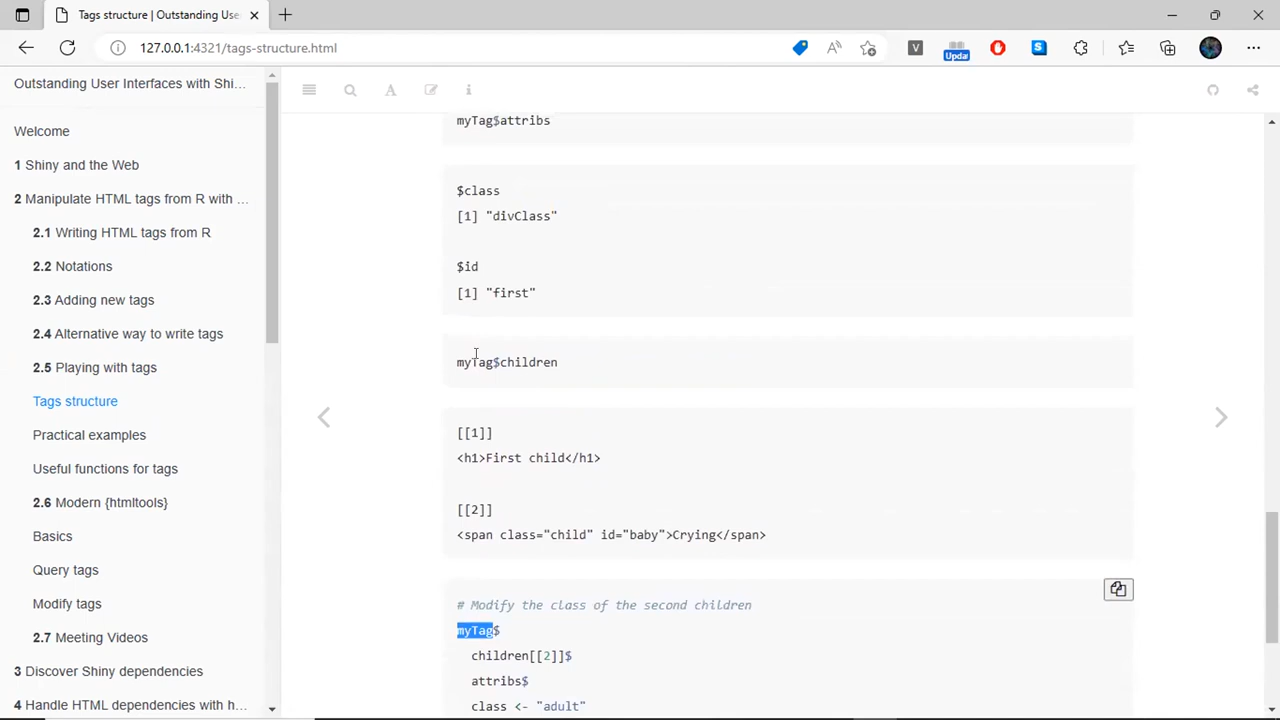 Tags structure | Outstanding Use
127.0.0.1:4321/tags-structure.html
V
Updat
S
Outstanding User Interfaces with Shi...
Welcome
1 Shiny and the Web
2 Manipulate HTML tags from R with ...
2.1 Writing HTML tags from R
2.2 Notations
2.3 Adding new tags
2.4 Alternative way to write tags
2.5 Playing with tags
Tags structure
Practical examples
Useful functions for tags
2.6 Modern {htmltools}
Basics
Query tags
Modify tags
2.7 Meeting Videos
3 Discover Shiny dependencies
4 Handle HTML dependencies with h...
A
i
myTag$attribs
$class
[1] "divClass"
$id
[1] "first"
myTag$children
[[1]]
<h1>First child</h1>
[[2]]
<span class="child" id="baby">Crying</span>
# Modify the class of the second children
myTag$
children[[2]]$
attribs$
class <- "adult"